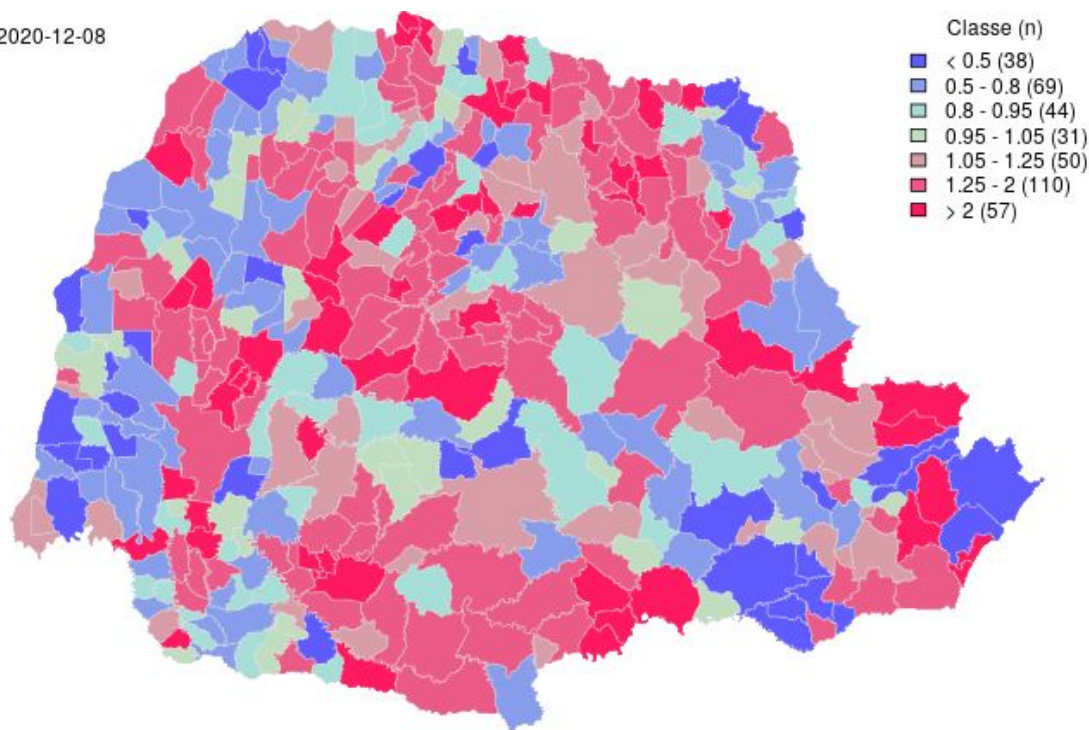 2020-12-08
Classe (n)
< 0.5 (38)
0.5 - 0.8 (69)
0.8 - 0.95 (44)
0.95 - 1.05 (31)
1.05 - 1.25 (50)
1.25 - 2 (110)
> 2 (57)